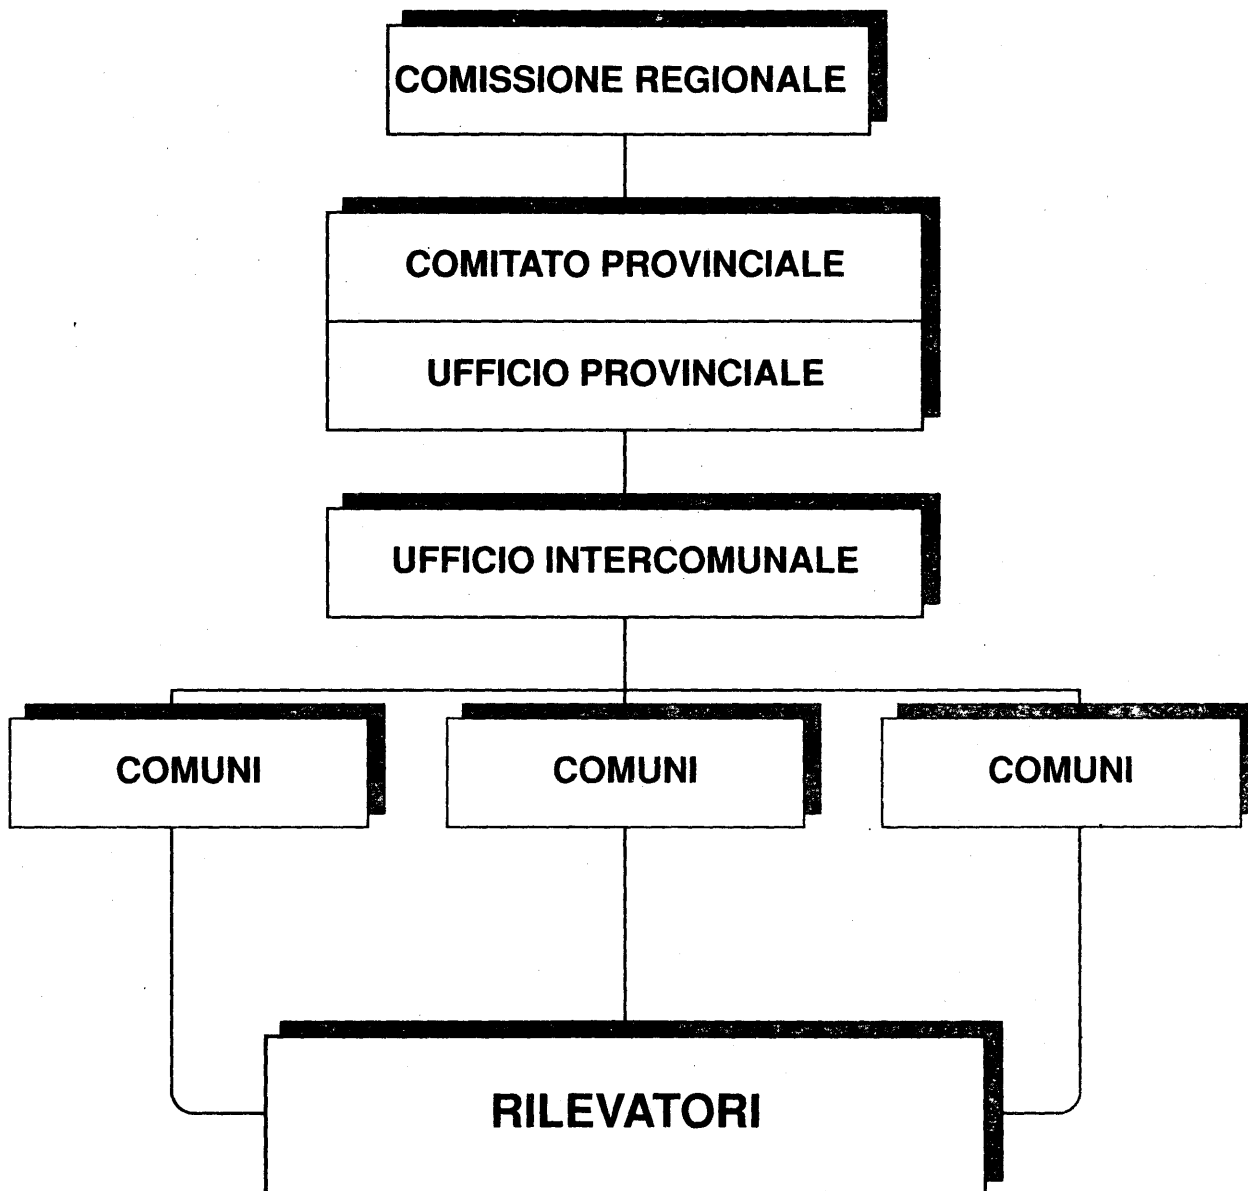 COMISSIONE REGIONALE
COMITATO PROVINCIALE
UFFICIO PROVINCIALE
UFFICIO INTERCOMUNALE
COMUNI
COMUNI
COMUNI
RILEVATORI